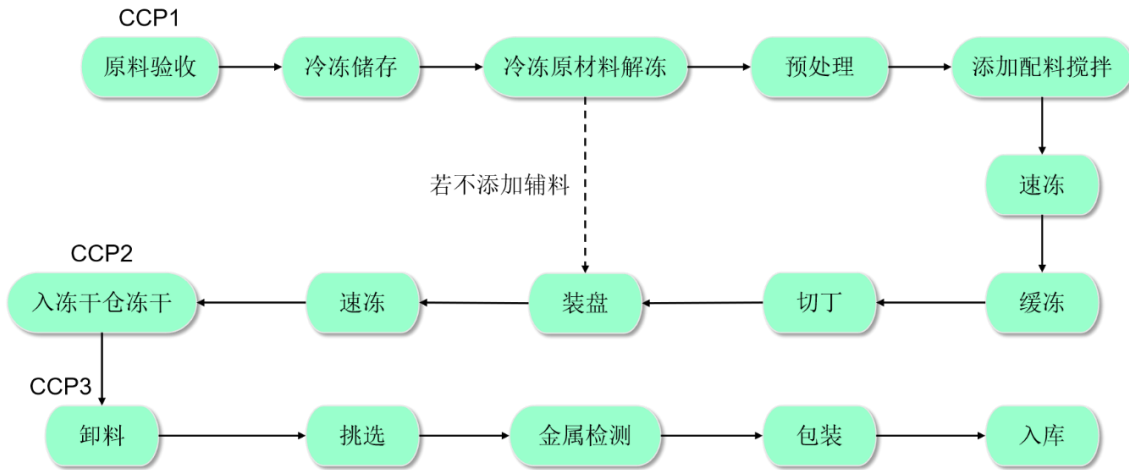 CCP1
原料验收
冷冻储存
冷冻原材料解冻
预处理
添加配料搅拌
若不添加辅料
速冻
CCP2
入冻干仓冻干
速冻
装盘
切丁
缓冻
CCP3
卸料
挑选
金属检测
包装
入库